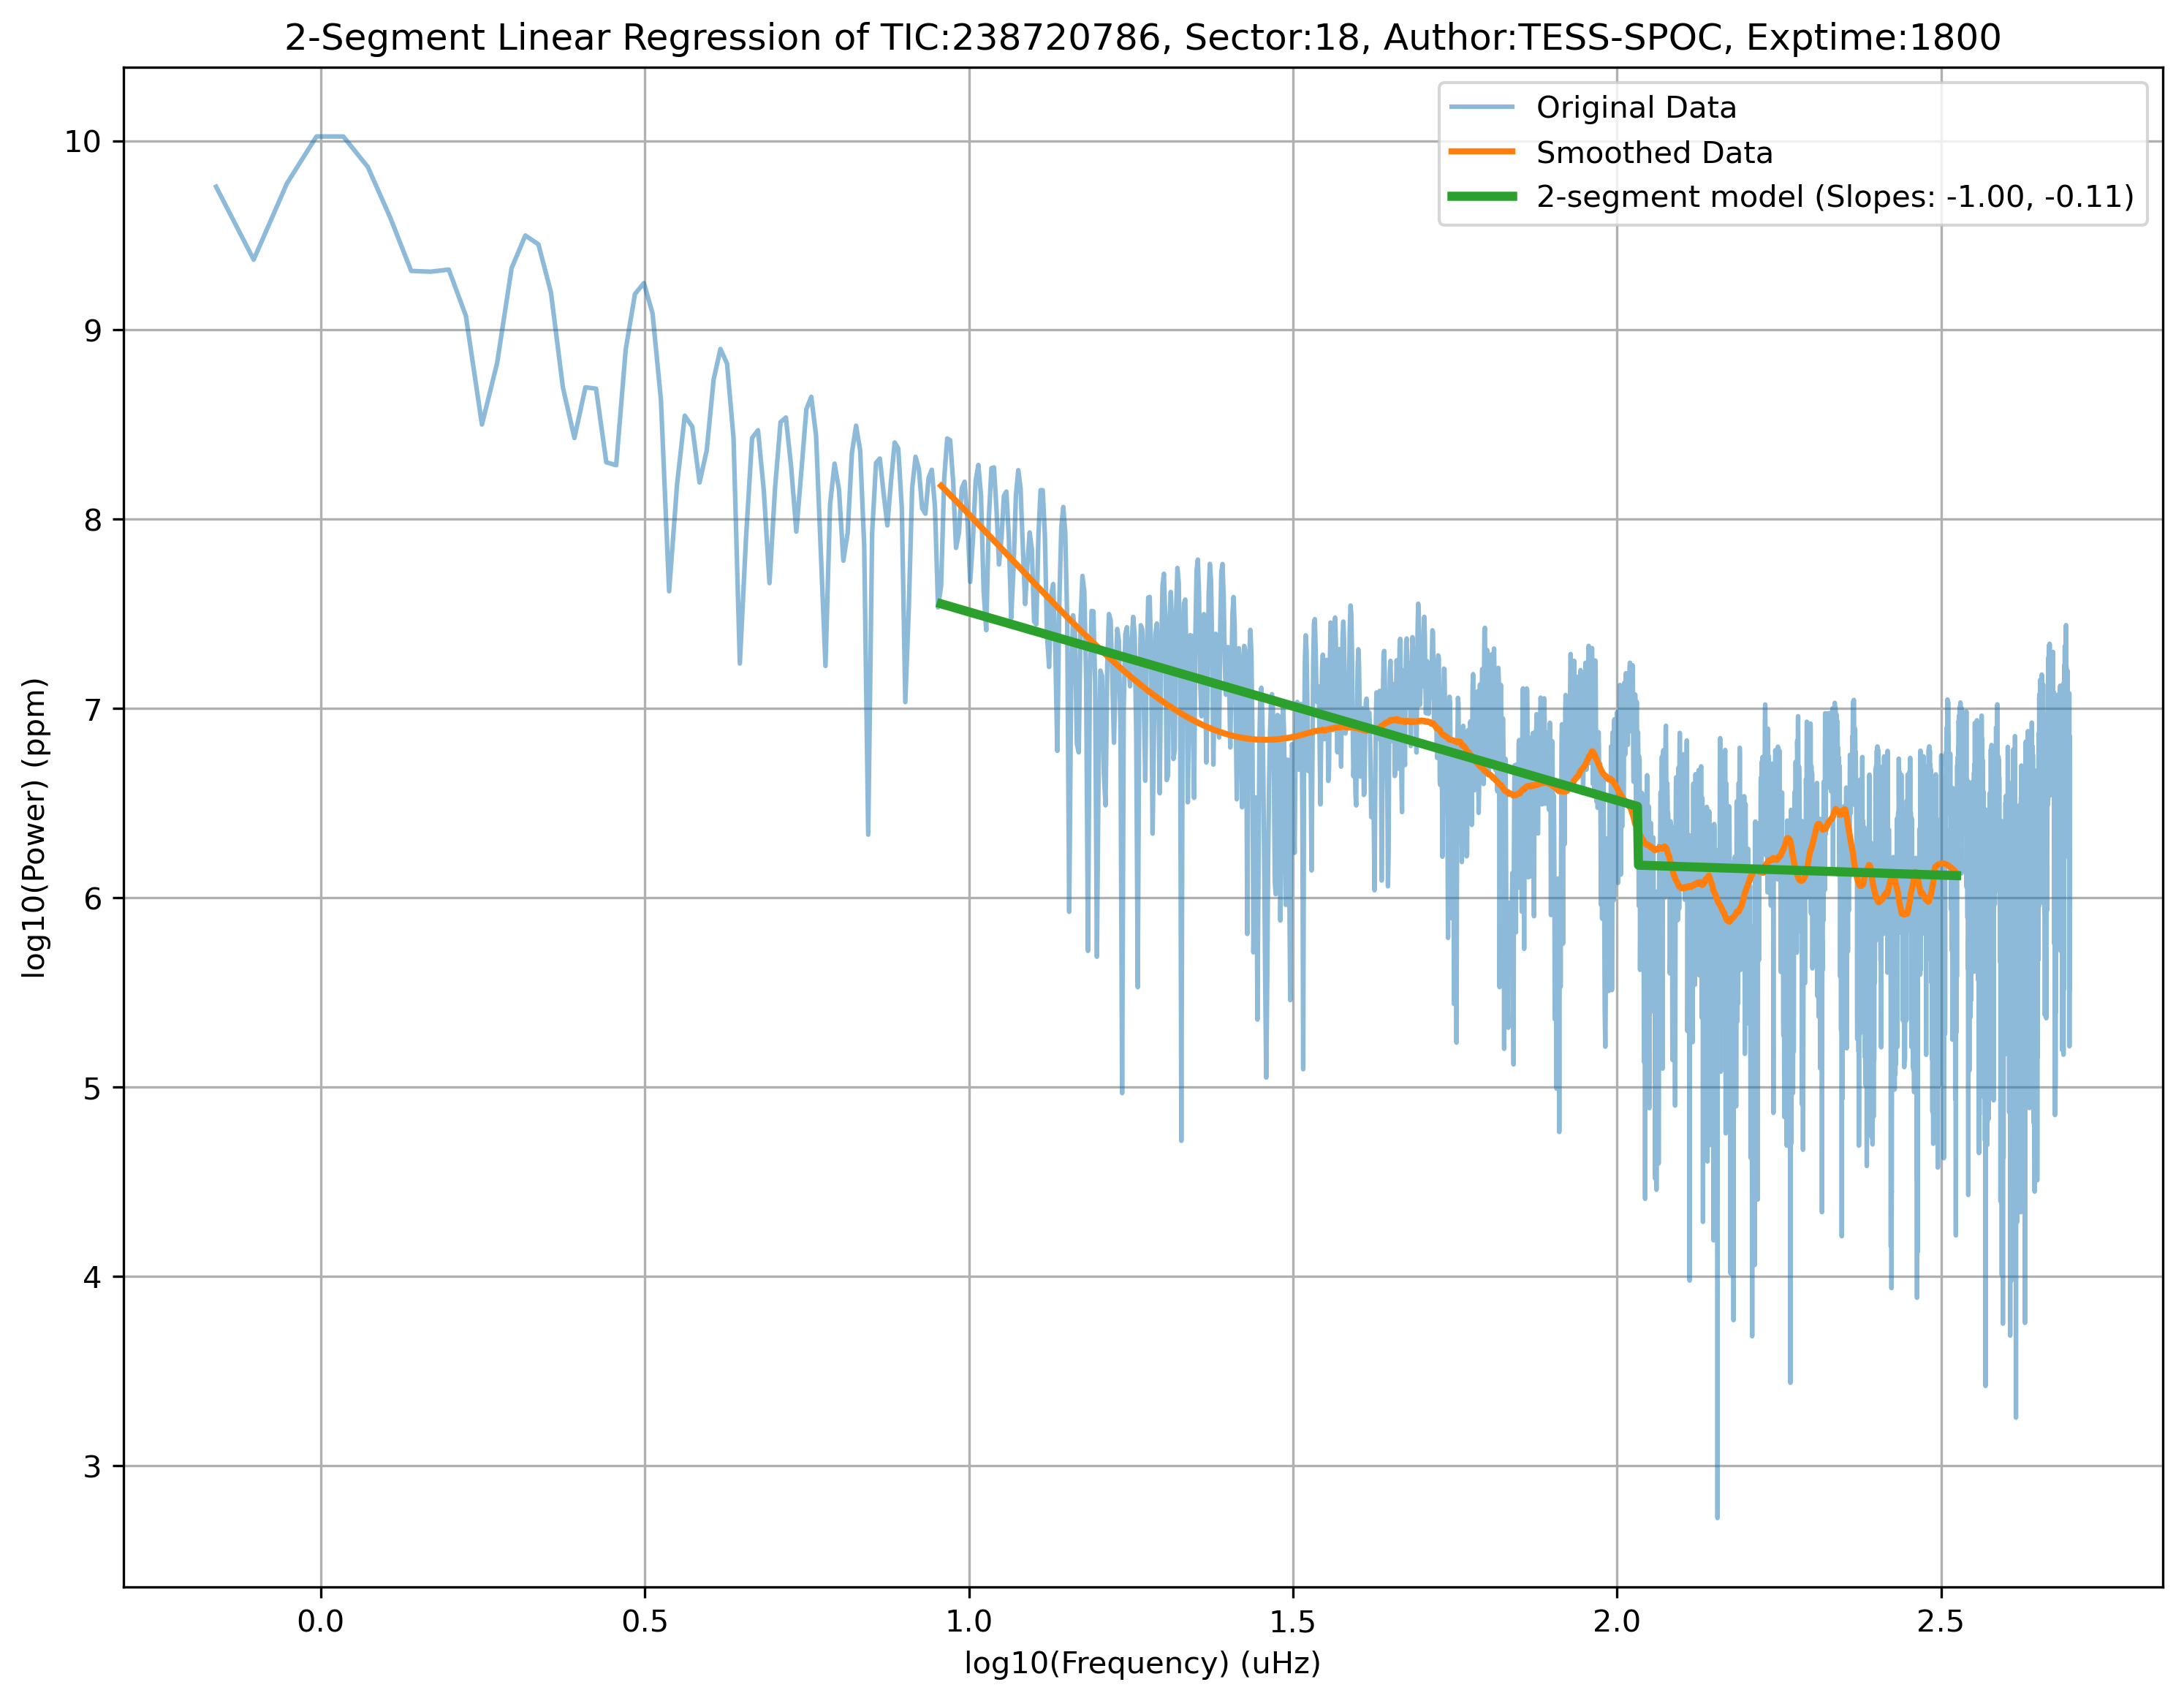 2-Segment Linear Regression of TIC:238720786, Sector:18, Author:TESS-SPOC, Exptime:1800
Original Data
Smoothed Data
2-segment model (Slopes: -1.00, -0.11)
10
9
8
7
6
5
4
3
log10(Power) (ppm)
0.0 0.5 1.0 1.5 2.0 2.5
log10(Frequency) (uHz)